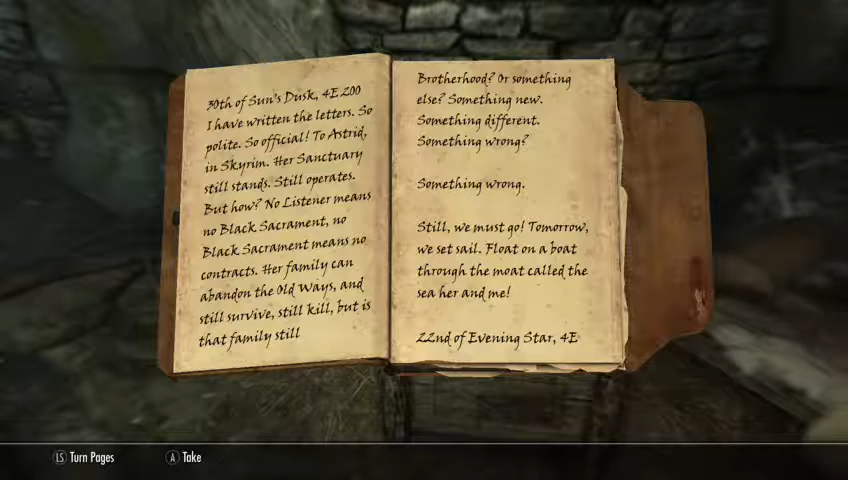 30th of Sun's Dusk, 4E 200
I have written the letters. So
polite. So official! To Astrid,
in Skyrim. Her Sanctuary
still stands. Still operates.
But how? No Listener means
no Black Sacrament, no
Black Sacrament means no
contracts. Her family can
abandon the Old Ways, and
still survive, still kill, but is
that family still
Brotherhood? Or something
else? Something new.
Something different.
Something wrong?
Something wrong.
Still, we must go! Tomorrow,
we set sail. Float on a boat
through the moat called the
sea her and me!
22nd of Evening Star, 4E
LS Turn Pages
A Take